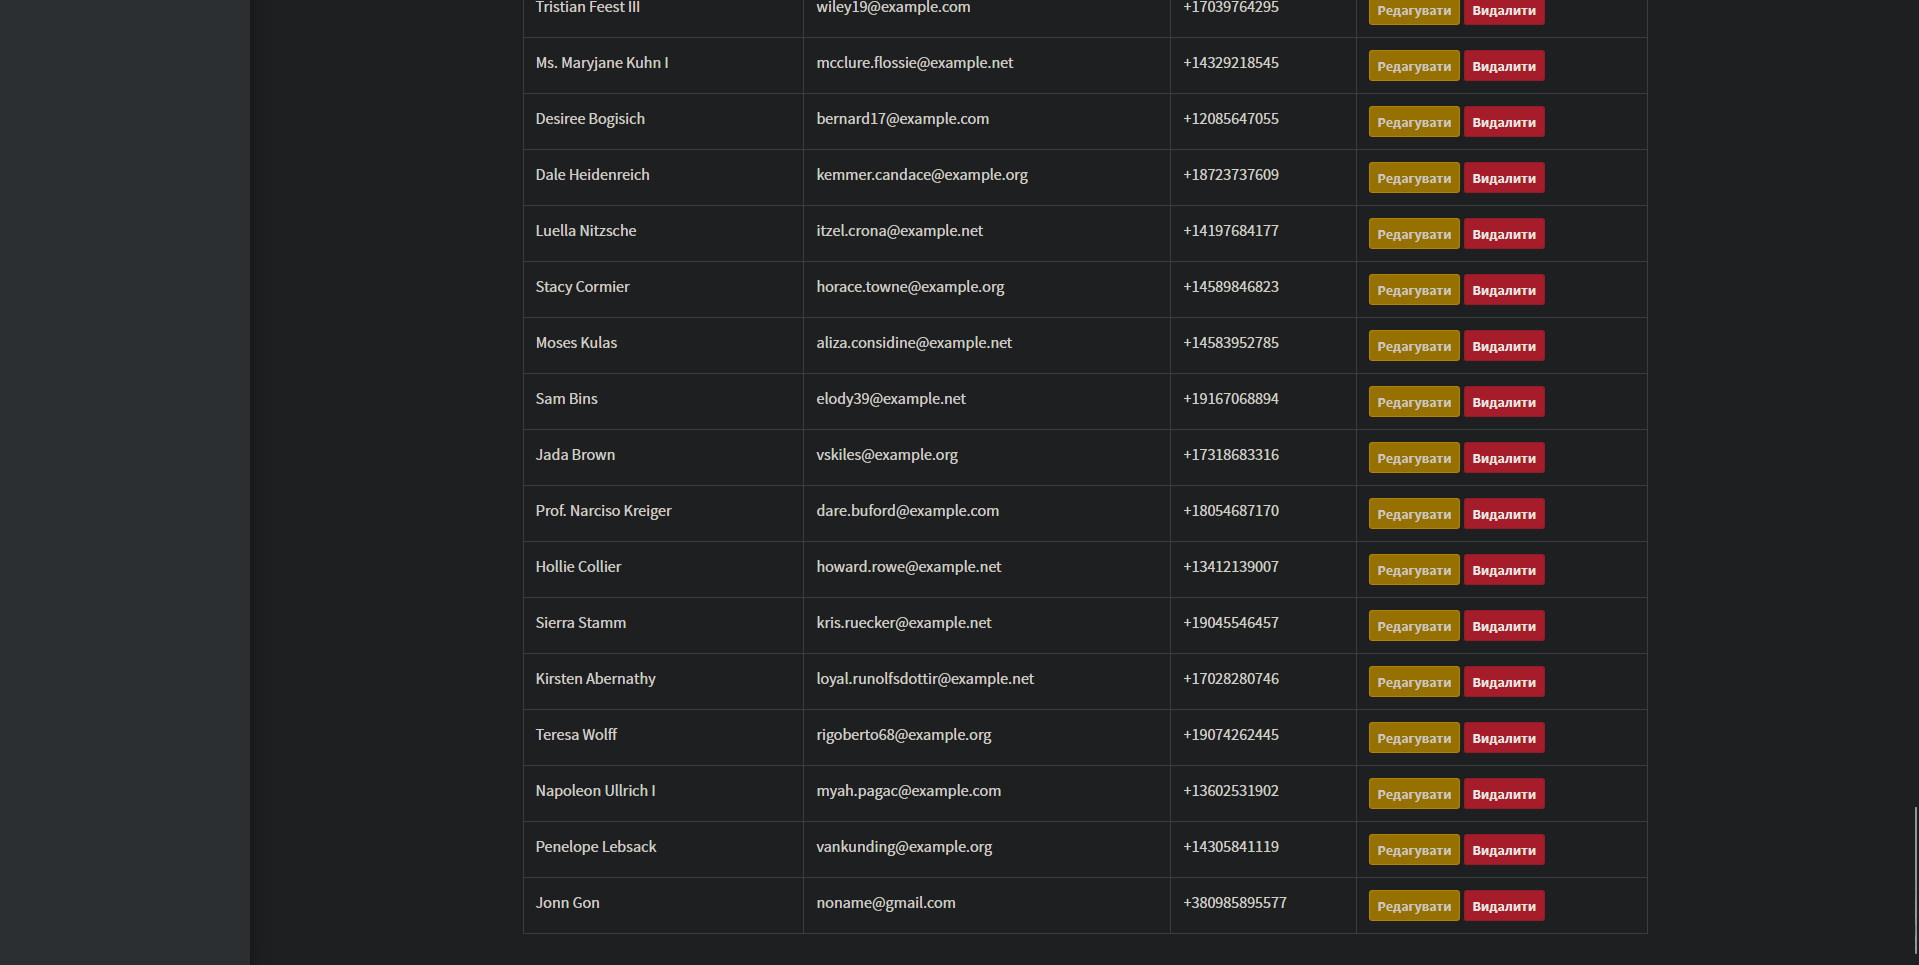 Tristian Feest III wiley19@example.com +17039764295 Редагувати Видалити
Ms. Maryjane Kuhn I mcclure.flossie@example.net +14329218545 Редагувати Видалити
Desiree Bogisich bernard17@example.com +12085647055 Редагувати Видалити
Dale Heidenreich kemmer.candace@example.org +18723737609 Редагувати Видалити
Luella Nitzsche itzel.crona@example.net +14197684177 Редагувати Видалити
Stacy Cormier horace.towne@example.org +14589846823 Редагувати Видалити
Moses Kulas aliza.considine@example.net +14583952785 Редагувати Видалити
Sam Bins elody39@example.net +19167068894 Редагувати Видалити
Jada Brown vskiles@example.org +17318683316 Редагувати Видалити
Prof. Narciso Kreiger dare.buford@example.com +18054687170 Редагувати Видалити
Hollie Collier howard.rowe@example.net +13412139007 Редагувати Видалити
Sierra Stamm kris.ruecker@example.net +19045546457 Редагувати Видалити
Kirsten Abernathy loyal.runolfsdottir@example.net +17028280746 Редагувати Видалити
Teresa Wolff rigoberto68@example.org +19074262445 Редагувати Видалити
Napoleon Ullrich I myah.pagac@example.com +13602531902 Редагувати Видалити
Penelope Lebsack vankunding@example.org +14305841119 Редагувати Видалити
Jonn Gon noname@gmail.com +380985895577 Редагувати Видалити